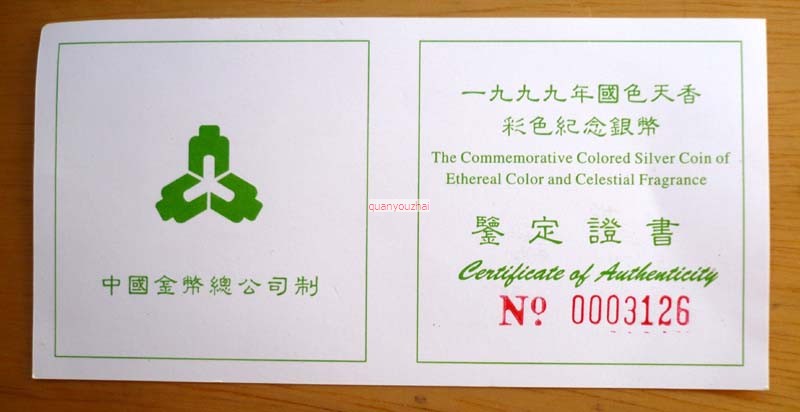 中國金幣總公司制
一九九九年國色天香
彩色紀念銀幣
The Commemorative Colored Silver Coin of
Ethereal Color and Celestial Fragrance
鑒定證書
Certificate of Authenticity
Nº 0003126
quanyouzhai